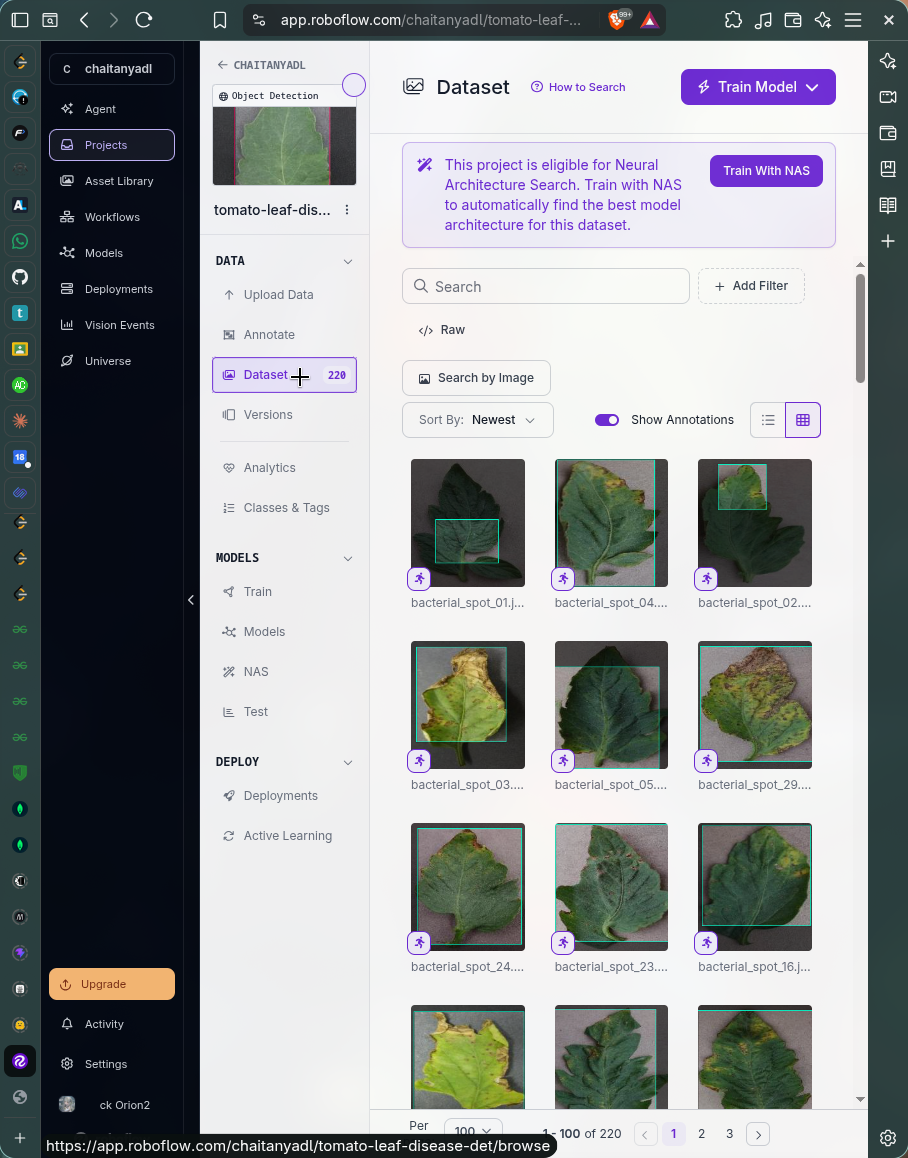 app.roboflow.com/chaitanyadl/tomato-leaf-...
99+
C
chaitanyadl
Agent
Projects
Asset Library
Workflows
Models
Deployments
Vision Events
Universe
Upgrade
Activity
Settings
ck Orion2
CHAITANYADL
Object Detection
tomato-leaf-dis...
DATA
Upload Data
Annotate
Dataset
220
Versions
Analytics
Classes & Tags
MODELS
Train
Models
NAS
Test
DEPLOY
Deployments
Active Learning
Dataset
How to Search
Train Model
This project is eligible for Neural
Architecture Search. Train with NAS
to automatically find the best model
architecture for this dataset.
Train With NAS
Search
Add Filter
Raw
Search by Image
Sort By: Newest
Show Annotations
bacterial_spot_01.j...
bacterial_spot_04....
bacterial_spot_02....
bacterial_spot_03....
bacterial_spot_05....
bacterial_spot_29....
bacterial_spot_24....
bacterial_spot_23....
bacterial_spot_16.j...
Per
100
1 - 100 of 220
1
2
3
https://app.roboflow.com/chaitanyadl/tomato-leaf-disease-det/browse
A.
t
AC
18